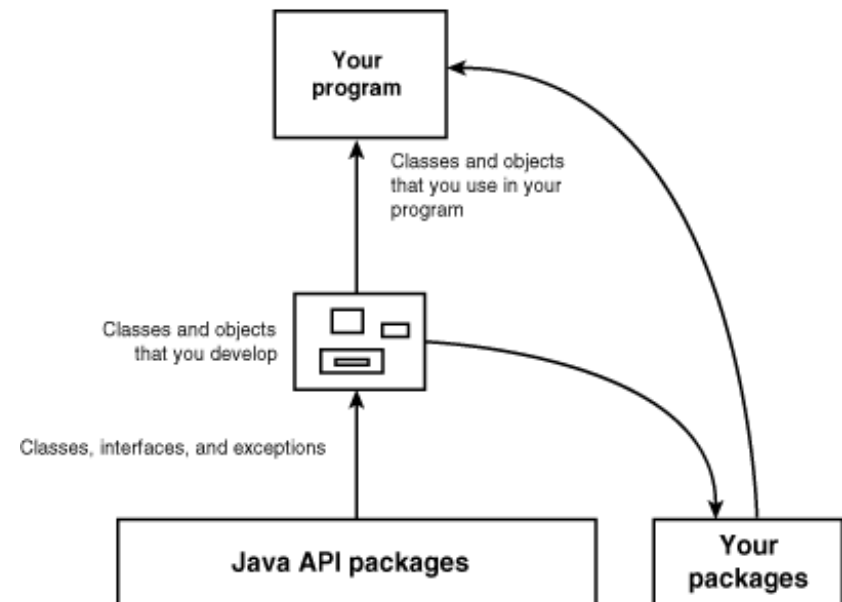 Your
program
Classes and objects
that you use in your
program
Classes and objects
that you develop
Classes, interfaces, and exceptions
Java API packages
Your
packages